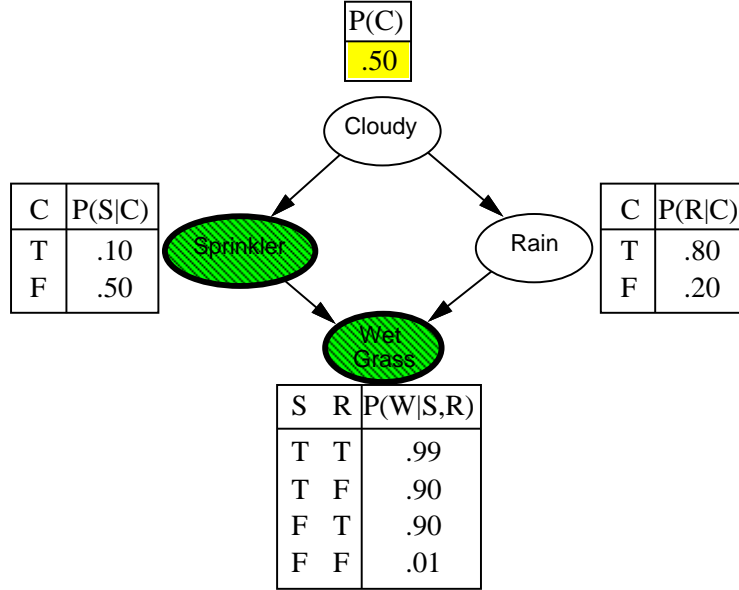 P(C)
.50
Cloudy
C P(S|C)
T .10
F .50
Sprinkler
Rain
C P(R|C)
T .80
F .20
Wet
Grass
S R P(W|S,R)
T T .99
T F .90
F T .90
F F .01